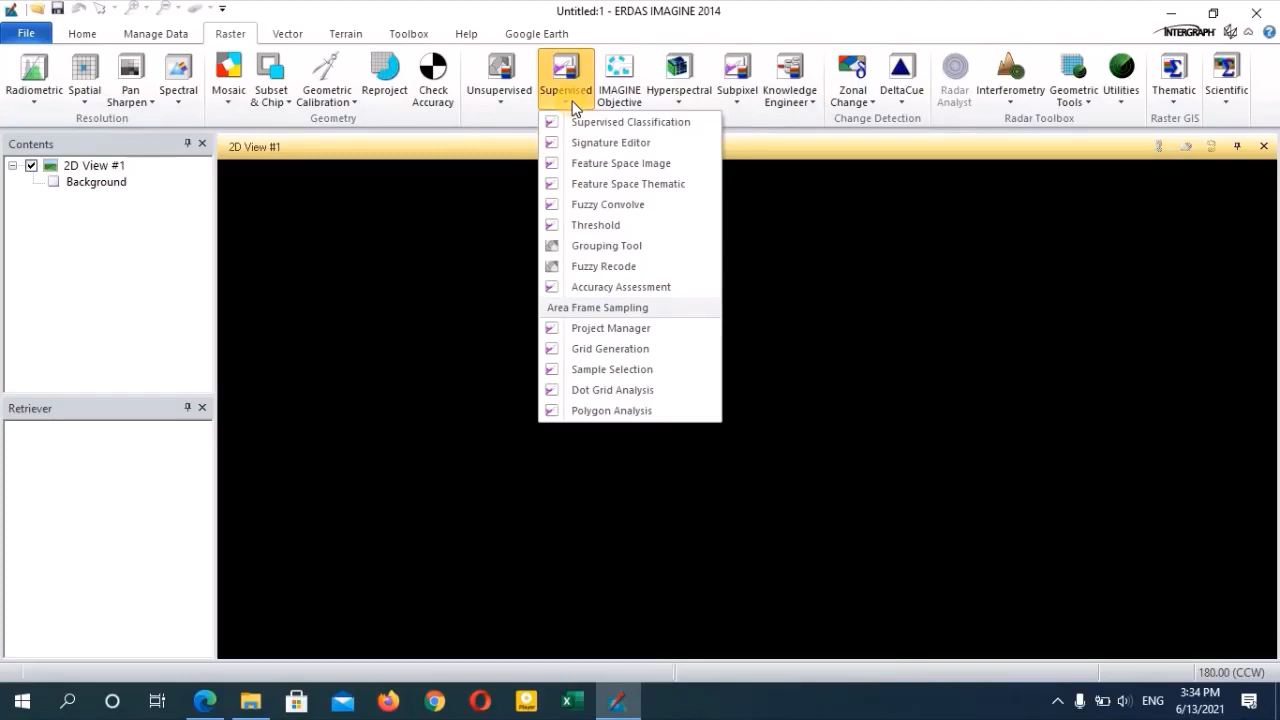 Untitled:1 - ERDAS IMAGINE 2014
File
Home
Manage Data
Raster
Vector
Terrain
Toolbox
Help
Google Earth
INTERGRAPH
Radiometric
Spatial
Pan
Sharpen
Spectral
Mosaic
Subset
& Chip
Geometric
Calibration
Reproject
Check
Accuracy
Unsupervised
Supervised
IMAGINE
Objective
Hyperspectral
Subpixel
Knowledge
Engineer
Zonal
Change
DeltaCue
Radar
Analyst
Interferometry
Geometric
Tools
Utilities
Thematic
Scientific
Resolution
Geometry
Change Detection
Radar Toolbox
Raster GIS
Supervised Classification
Signature Editor
Feature Space Image
Feature Space Thematic
Fuzzy Convolve
Threshold
Grouping Tool
Fuzzy Recode
Accuracy Assessment
Area Frame Sampling
Project Manager
Grid Generation
Sample Selection
Dot Grid Analysis
Polygon Analysis
Contents
2D View #1
Background
2D View #1
Retriever
180.00 (CCW)
Player
ENG
3:34 PM
6/13/2021